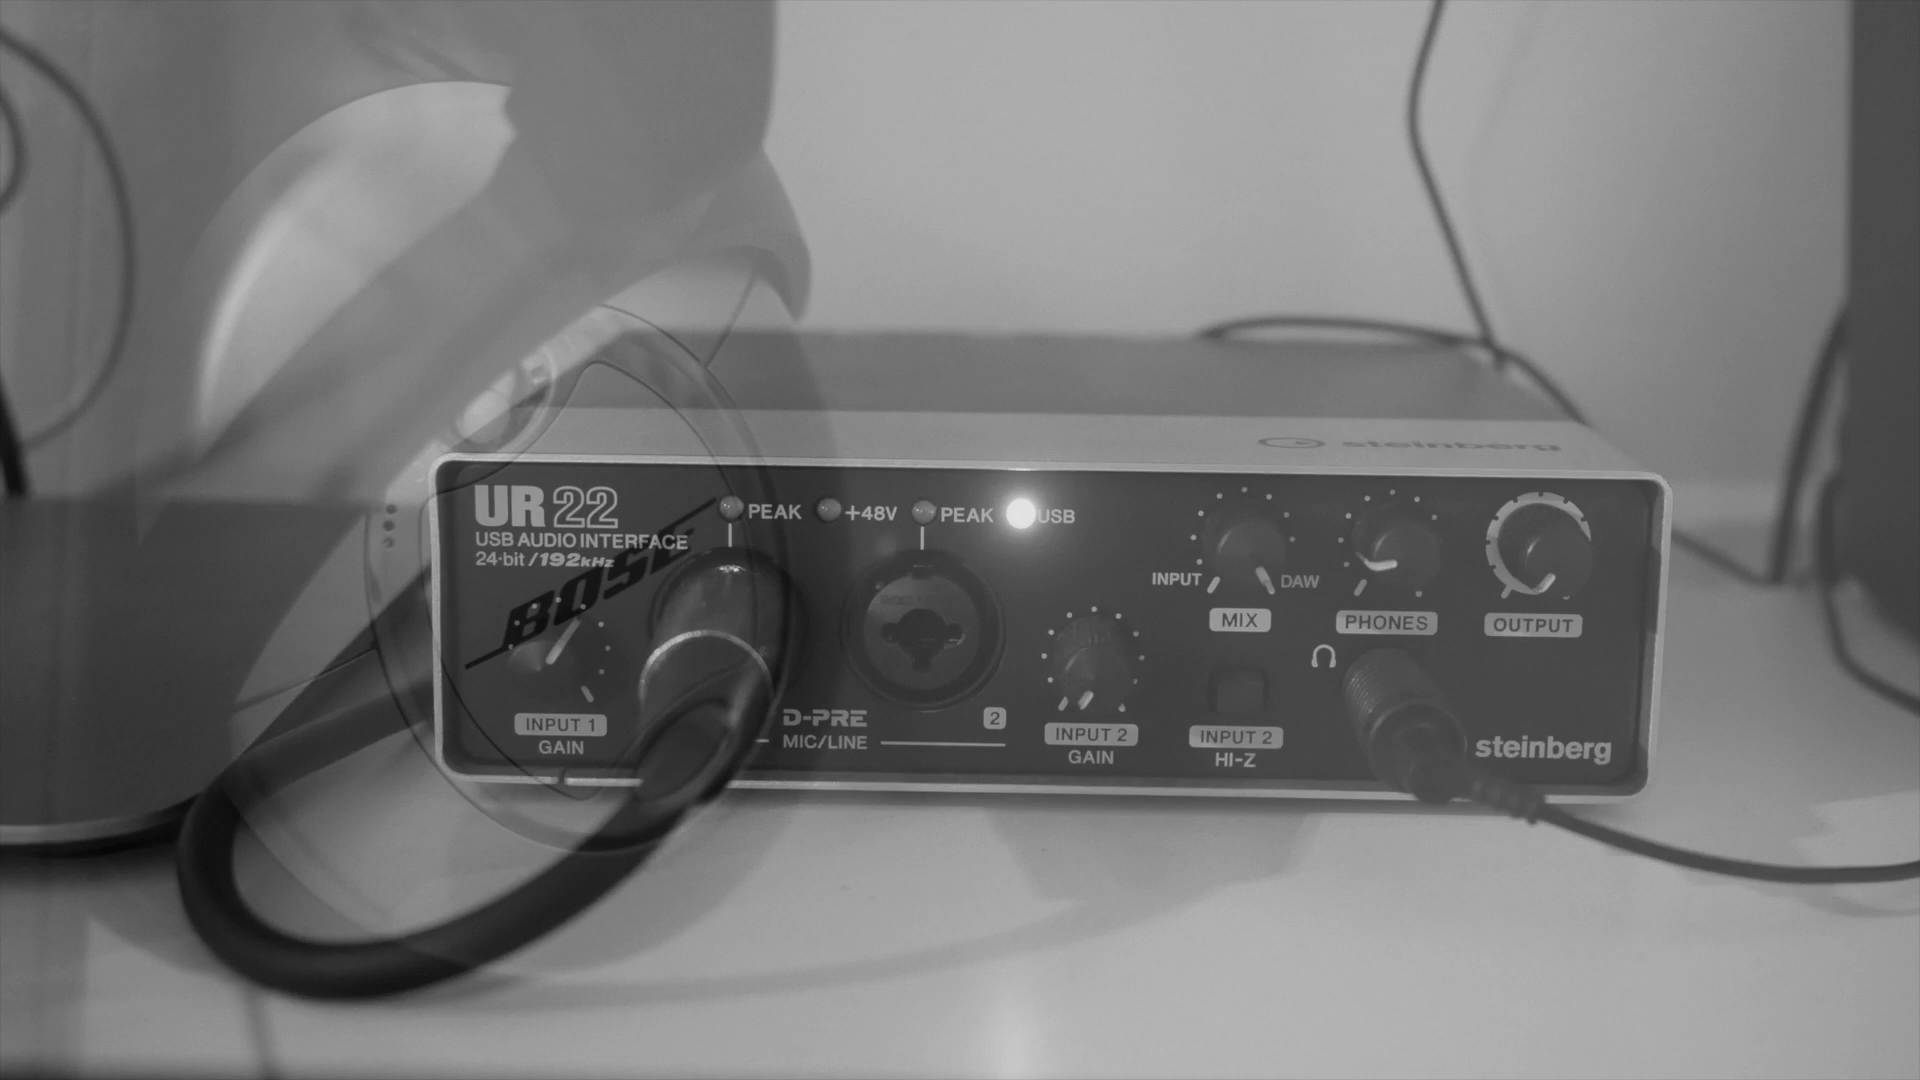 steinberg
UR22
USB AUDIO INTERFACE
24-bit/192kHz
BOSE
PEAK
+48V
PEAK
USB
INPUT
DAW
MIX
PHONES
OUTPUT
INPUT 1
GAIN
D-PRE
MIC/LINE
2
INPUT 2
GAIN
INPUT 2
HI-Z
steinberg